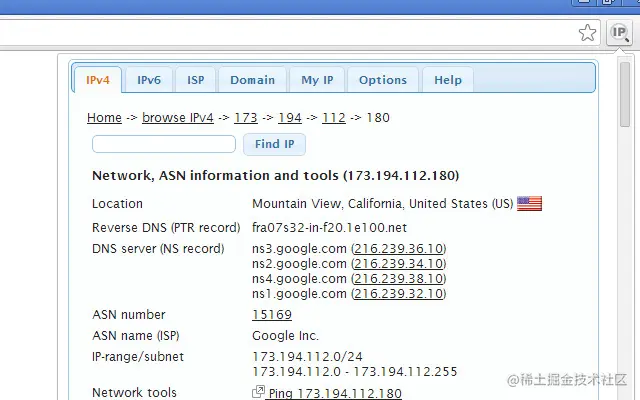 IP
IPv4 IPv6 ISP Domain My IP Options Help
Home -> browse IPv4 -> 173 -> 194 -> 112 -> 180
Find IP
Network, ASN information and tools (173.194.112.180)
Location Mountain View, California, United States (US)
Reverse DNS (PTR record) fra07s32-in-f20.1e100.net
DNS server (NS record) ns3.google.com (216.239.36.10)
ns2.google.com (216.239.34.10)
ns4.google.com (216.239.38.10)
ns1.google.com (216.239.32.10)
ASN number 15169
ASN name (ISP) Google Inc.
IP-range/subnet 173.194.112.0/24
173.194.112.0 - 173.194.112.255
Network tools Ping 173.194.112.180
@稀土掘金技术社区